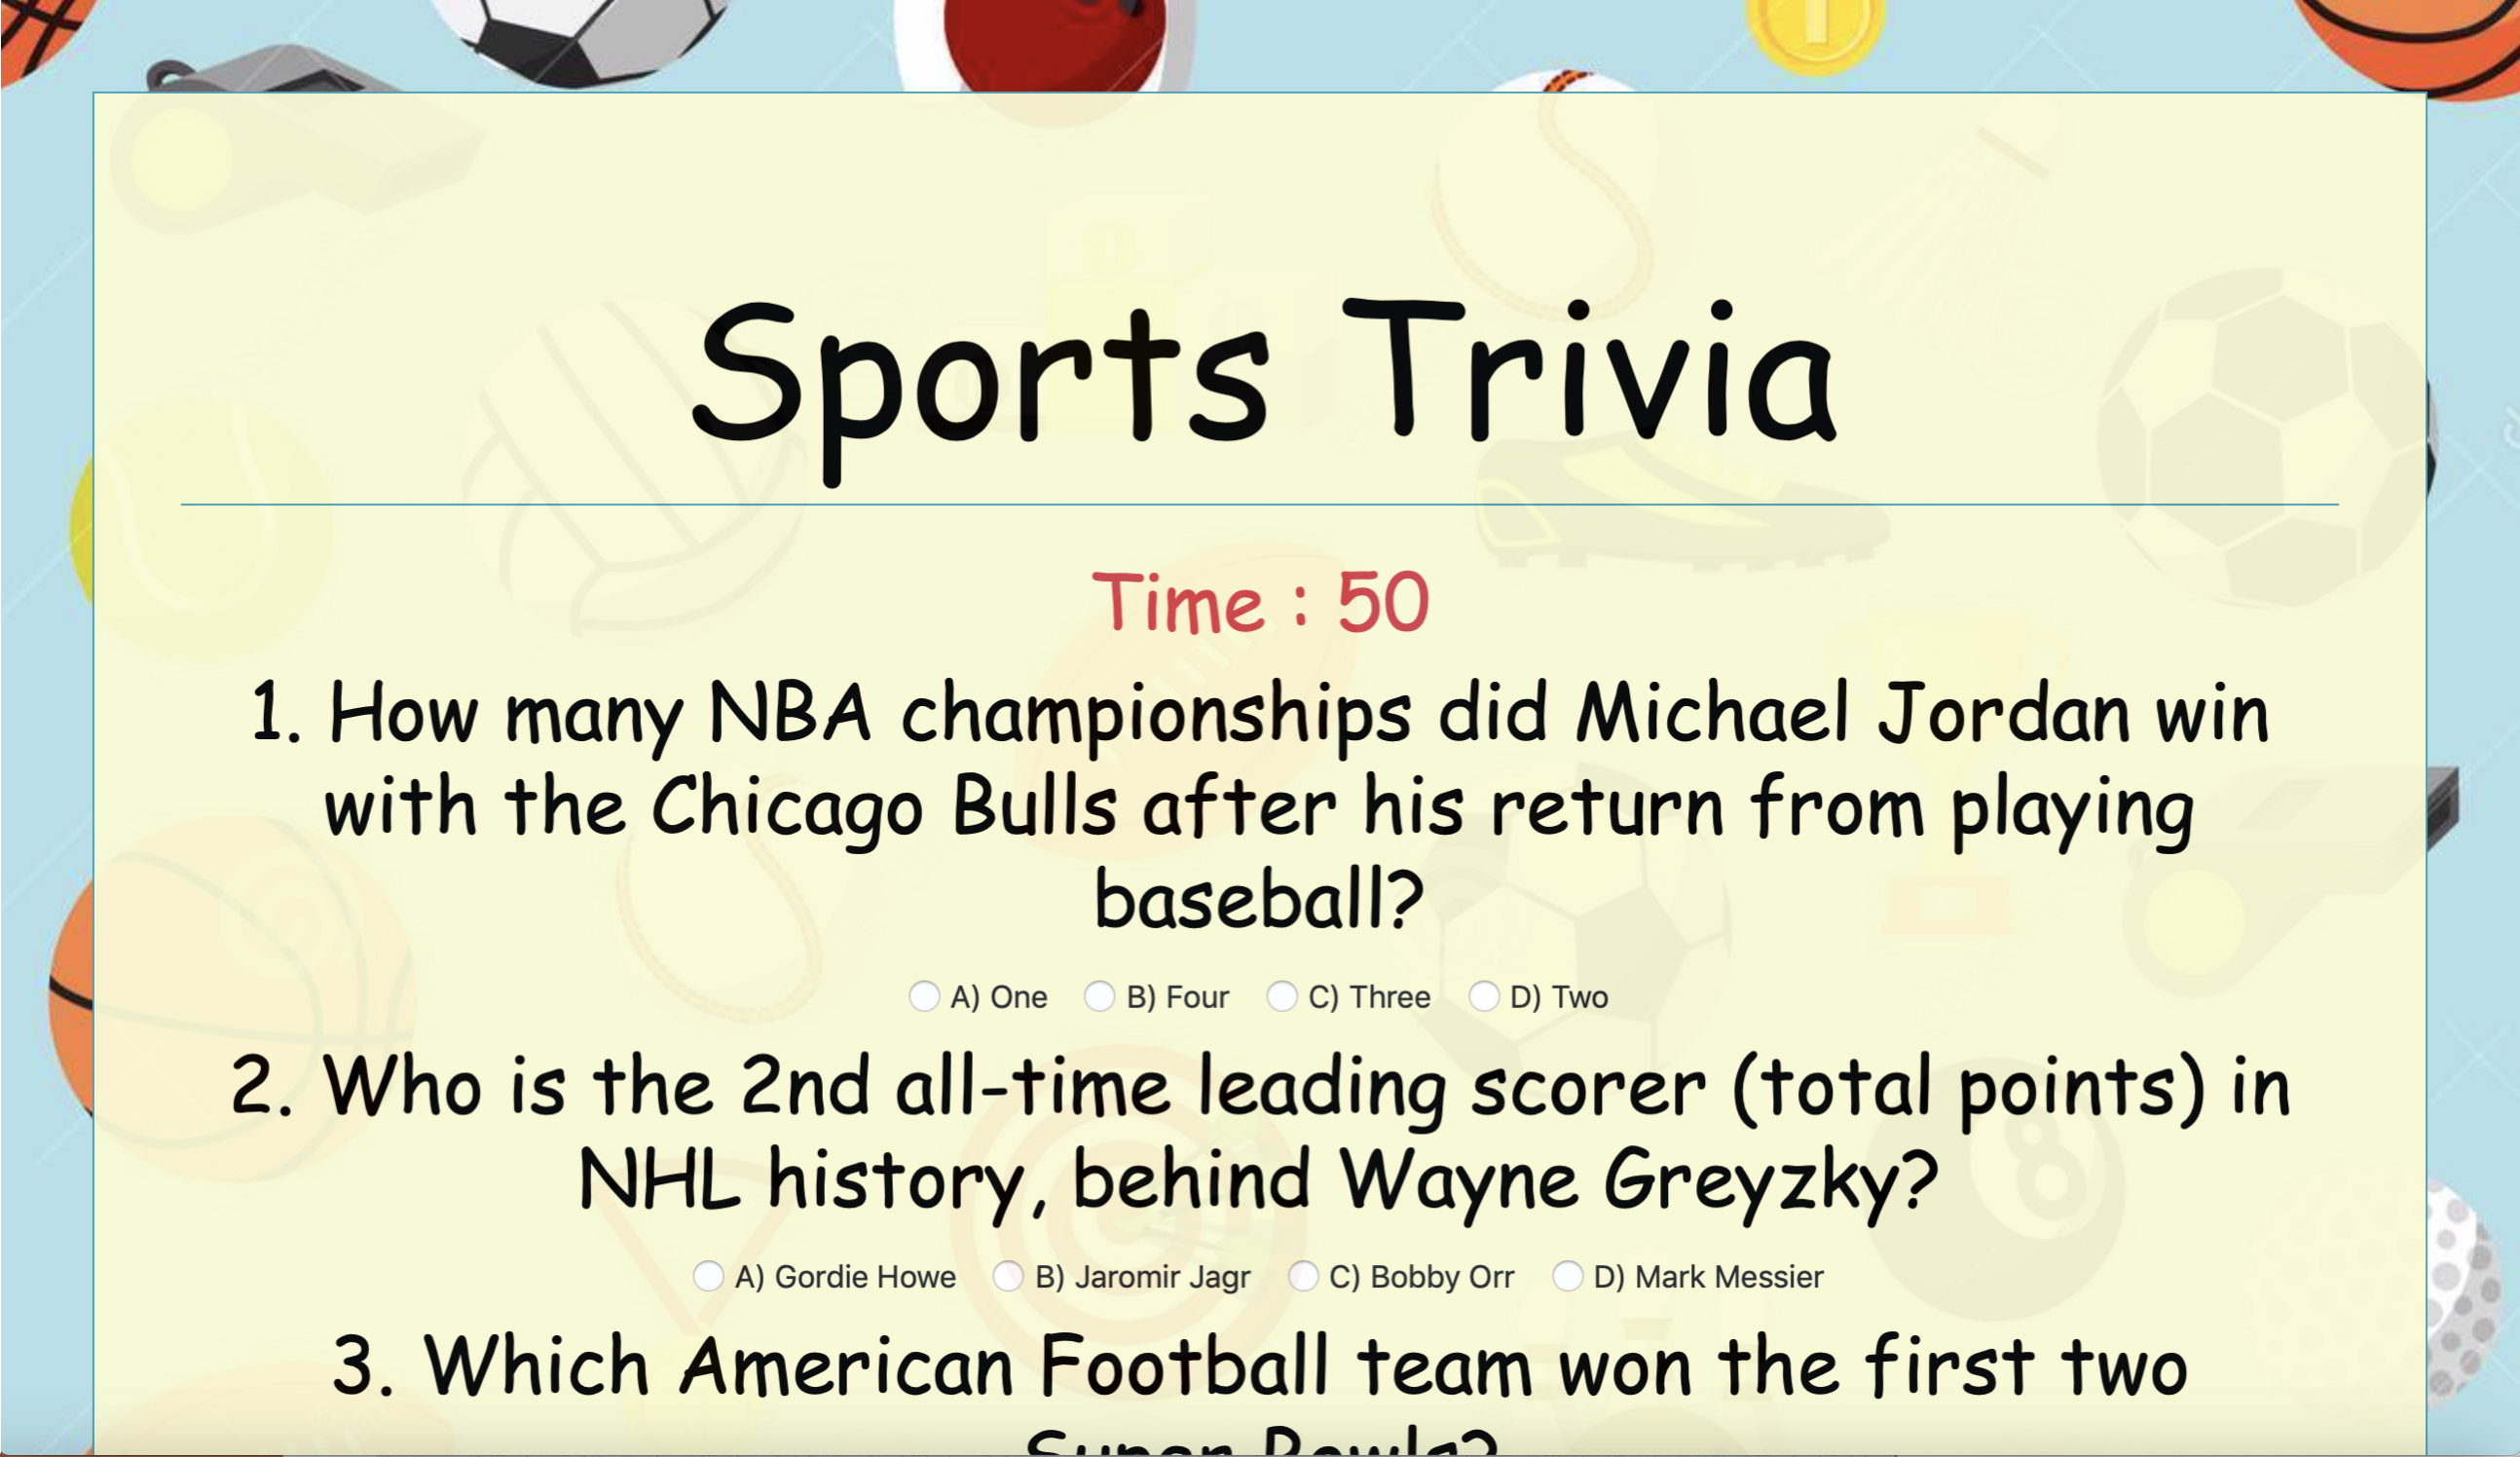 Sports Trivia
Time : 50
1. How many NBA championships did Michael Jordan win
with the Chicago Bulls after his return from playing
baseball?
A) One B) Four C) Three D) Two
2. Who is the 2nd all-time leading scorer (total points) in
NHL history, behind Wayne Greyzky?
A) Gordie Howe B) Jaromir Jagr C) Bobby Orr D) Mark Messier
3. Which American Football team won the first two
Super Bowls?